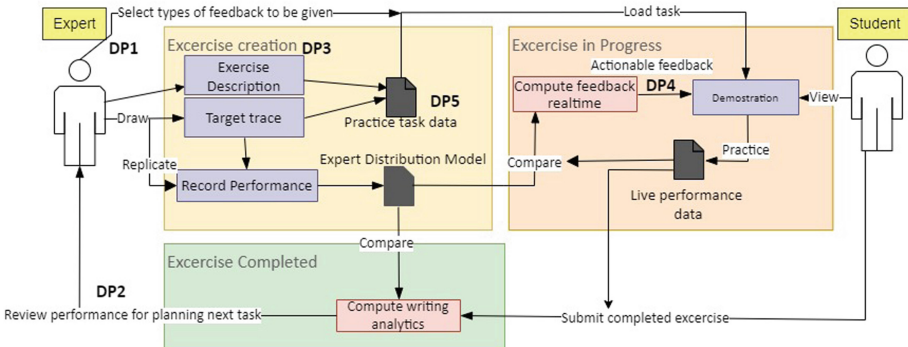 Expert
Select types of feedback to be given
Load task
Student
DP1
Excercise creation
DP3
Excercise in Progress
Exercise
Description
Actionable feedback
Compute feedback
realtime
DP4
Demostration
View
DP5
Draw
Target trace
Practice task data
Practice
Replicate
Expert Distribution Model
Compare
Record Performance
Live performance
data
Compare
Excercise Completed
DP2
Review performance for planning next task
Compute writing
analytics
Submit completed excercise